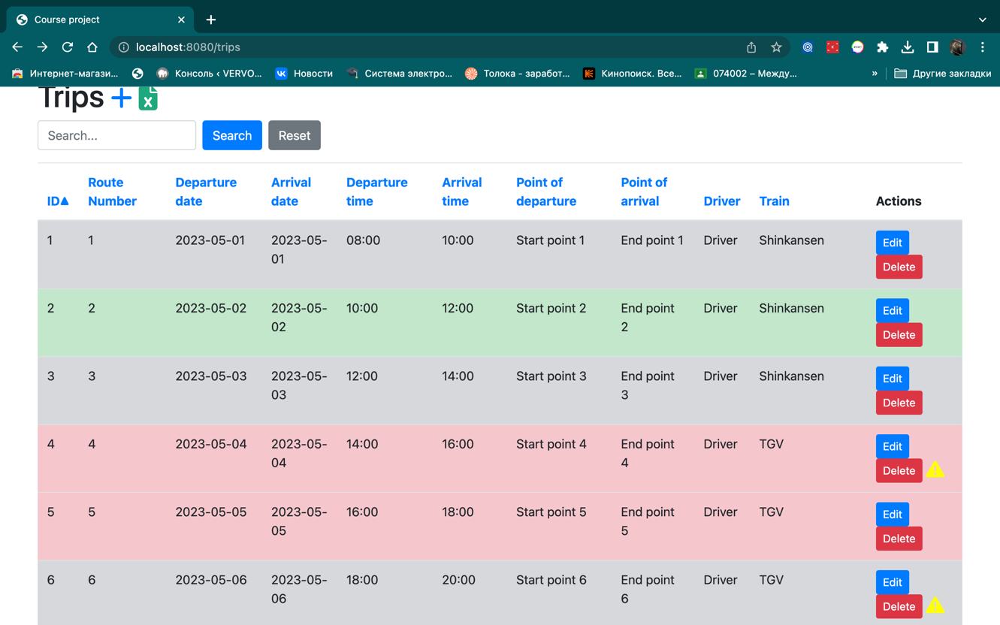 Course project
localhost:8080/trips
Интернет-магази... Консоль ‹ VERVO... Новости Система электро... Толока - заработ... Кинопоиск. Все... 074002 – Между... » Другие закладки
Trips
Search... Search Reset
ID▲ Route Number Departure date Arrival date Departure time Arrival time Point of departure Point of arrival Driver Train Actions
1 1 2023-05-01 2023-05-01 08:00 10:00 Start point 1 End point 1 Driver Shinkansen Edit Delete
2 2 2023-05-02 2023-05-02 10:00 12:00 Start point 2 End point 2 Driver Shinkansen Edit Delete
3 3 2023-05-03 2023-05-03 12:00 14:00 Start point 3 End point 3 Driver Shinkansen Edit Delete
4 4 2023-05-04 2023-05-04 14:00 16:00 Start point 4 End point 4 Driver TGV Edit Delete
5 5 2023-05-05 2023-05-05 16:00 18:00 Start point 5 End point 5 Driver TGV Edit Delete
6 6 2023-05-06 2023-05-06 18:00 20:00 Start point 6 End point 6 Driver TGV Edit Delete